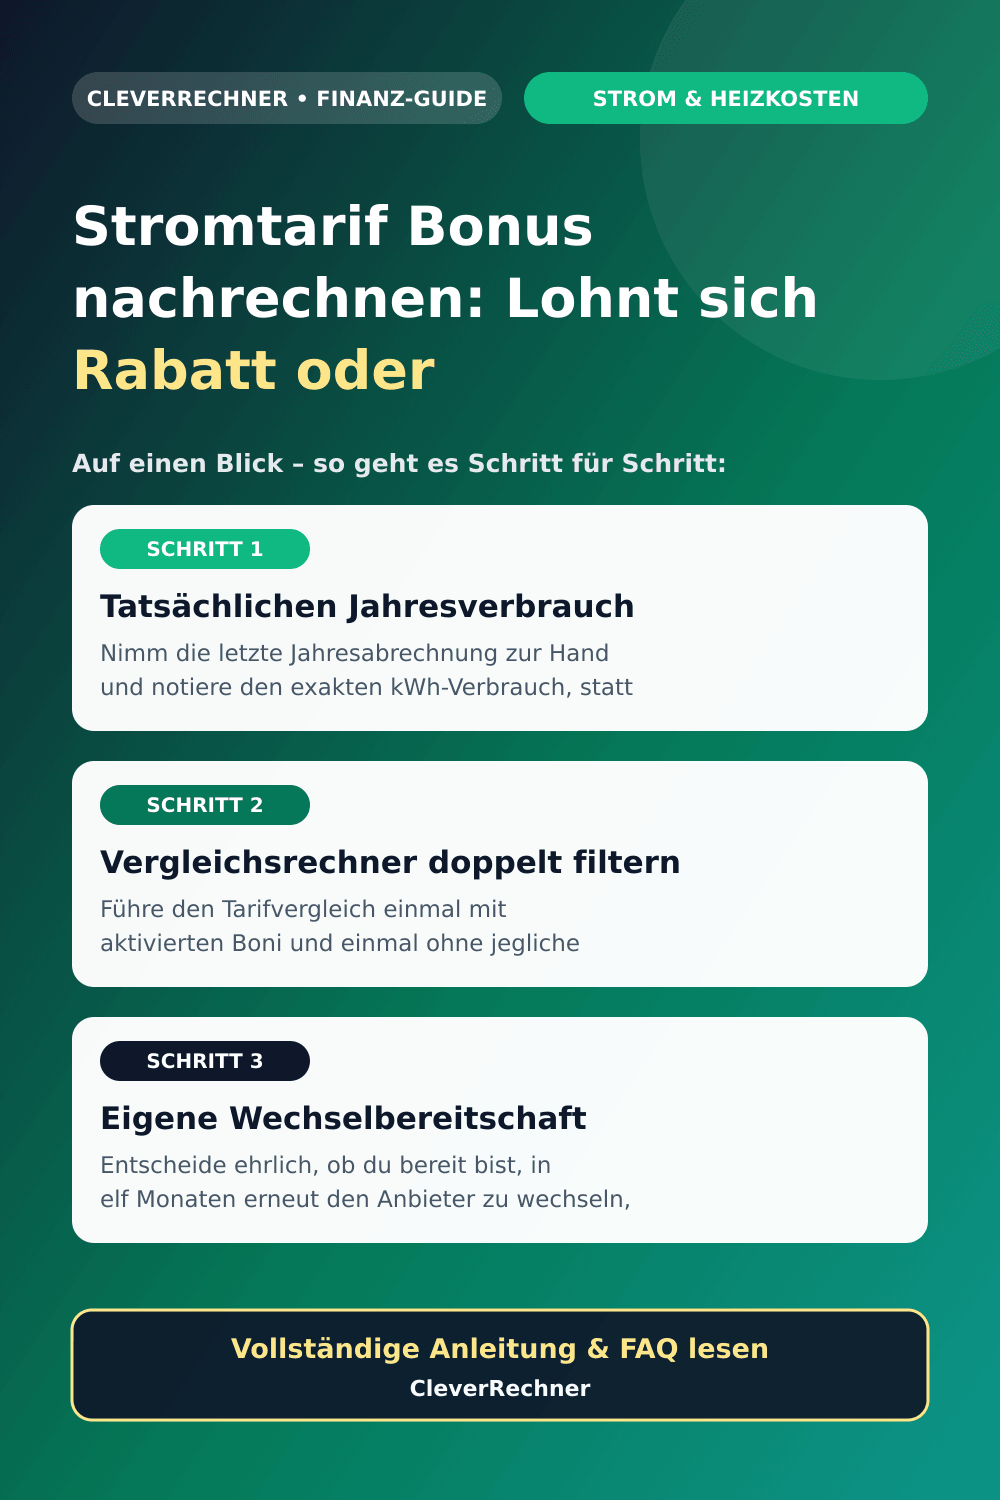 CLEVERRECHNER • FINANZ-GUIDE
STROM & HEIZKOSTEN
Stromtarif Bonus
nachrechnen: Lohnt sich
Rabatt oder
Auf einen Blick – so geht es Schritt für Schritt:
SCHRITT 1
Tatsächlichen Jahresverbrauch
Nimm die letzte Jahresabrechnung zur Hand
und notiere den exakten kWh-Verbrauch, statt
SCHRITT 2
Vergleichsrechner doppelt filtern
Führe den Tarifvergleich einmal mit
aktivierten Boni und einmal ohne jegliche
SCHRITT 3
Eigene Wechselbereitschaft
Entscheide ehrlich, ob du bereit bist, in
elf Monaten erneut den Anbieter zu wechseln,
Vollständige Anleitung & FAQ lesen
CleverRechner